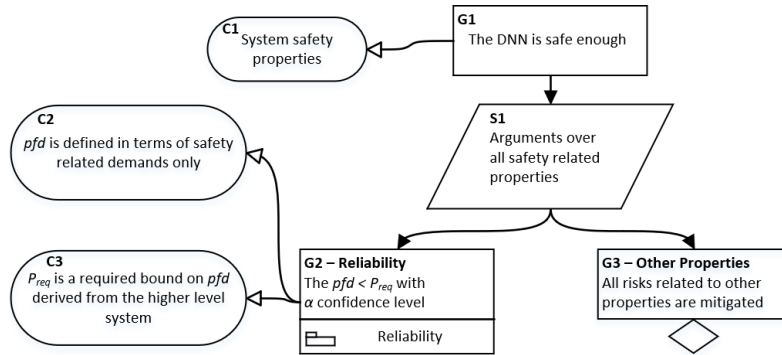 C1
System safety
properties
G1
The DNN is safe enough
C2
pfd is defined in terms of safety
related demands only
S1
Arguments over
all safety related
properties
C3
P_req is a required bound on pfd
derived from the higher level
system
G2 – Reliability
The pfd < P_req with
α confidence level
Reliability
G3 – Other Properties
All risks related to other
properties are mitigated